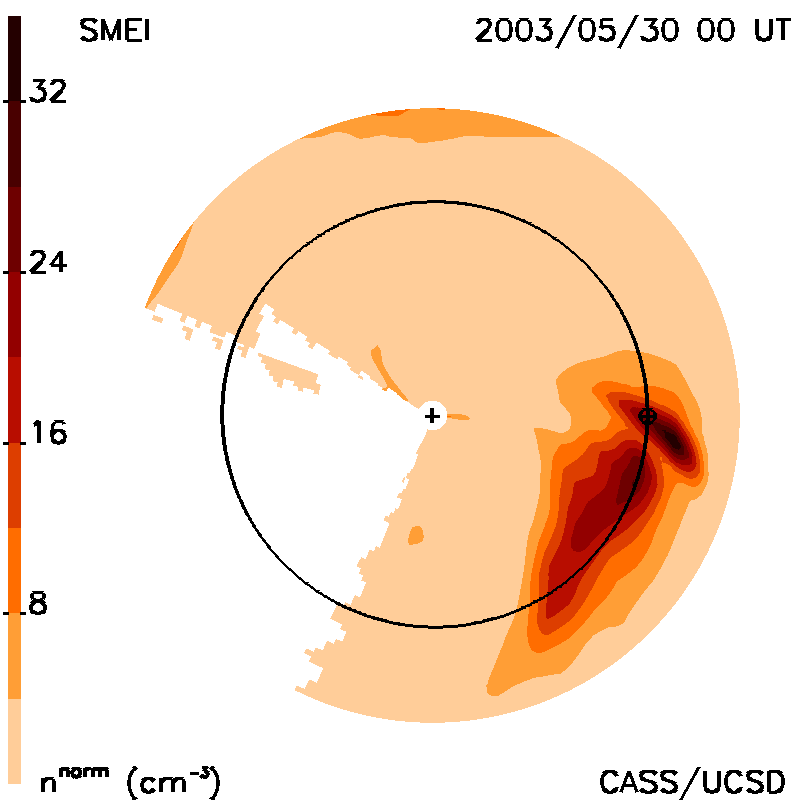 SMEI
2003/05/30 00 UT
32
24
16
8
n^norm (cm^-3)
CASS/UCSD